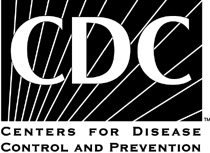 CDC
TM
CENTERS FOR DISEASE
CONTROL AND PREVENTION